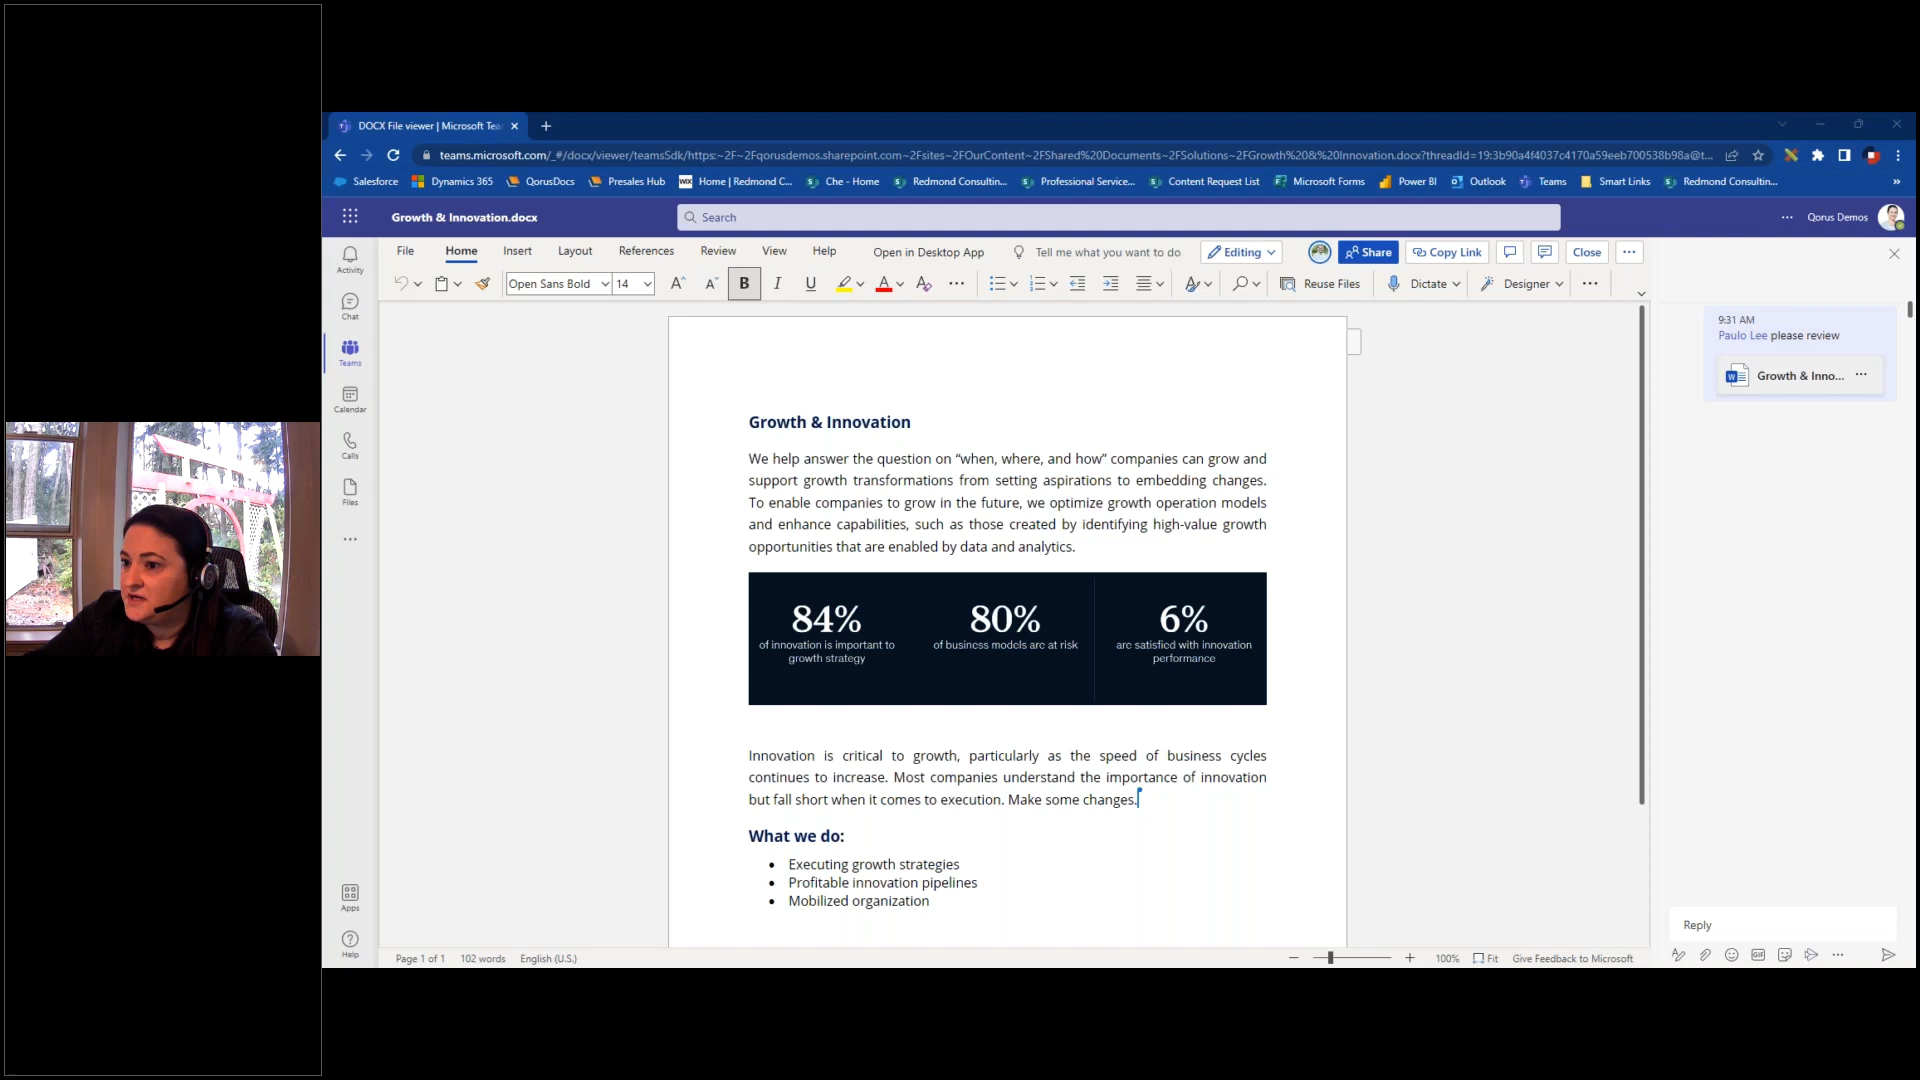 DOCX File viewer | Microsoft Tea
teams.microsoft.com/_#/docx/viewer/teamsSdk/https:~2F~2Fqorusdemos.sharepoint.com~2Fsites~2FOurContent~2FShared%20Documents~2FSolutions~2FGrowth%20&%20Innovation.docx?threadId=19:3b90a4f4037c4170a59eeb700538b98a@t...
Salesforce Dynamics 365 QorusDocs Presales Hub Home | Redmond C... Che - Home Redmond Consultin... Professional Service... Content Request List Microsoft Forms Power BI Outlook Teams Smart Links Redmond Consultin... »
Growth & Innovation.docx Search Qorus Demos
File Home Insert Layout References Review View Help Open in Desktop App Tell me what you want to do Editing Share Copy Link Close
Open Sans Bold 14 B I U Reuse Files Dictate Designer
Activity
Chat
Teams
Calendar
Calls
Files
Apps
Help
Growth & Innovation
We help answer the question on “when, where, and how” companies can grow and
support growth transformations from setting aspirations to embedding changes.
To enable companies to grow in the future, we optimize growth operation models
and enhance capabilities, such as those created by identifying high-value growth
opportunities that are enabled by data and analytics.
84% 80% 6%
of innovation is important to of business models are at risk are satisfied with innovation
growth strategy performance
Innovation is critical to growth, particularly as the speed of business cycles
continues to increase. Most companies understand the importance of innovation
but fall short when it comes to execution. Make some changes.
What we do:
• Executing growth strategies
• Profitable innovation pipelines
• Mobilized organization
Page 1 of 1 102 words English (U.S.) 100% Fit Give Feedback to Microsoft
9:31 AM
Paulo Lee please review
Growth & Inno...
Reply
GIF